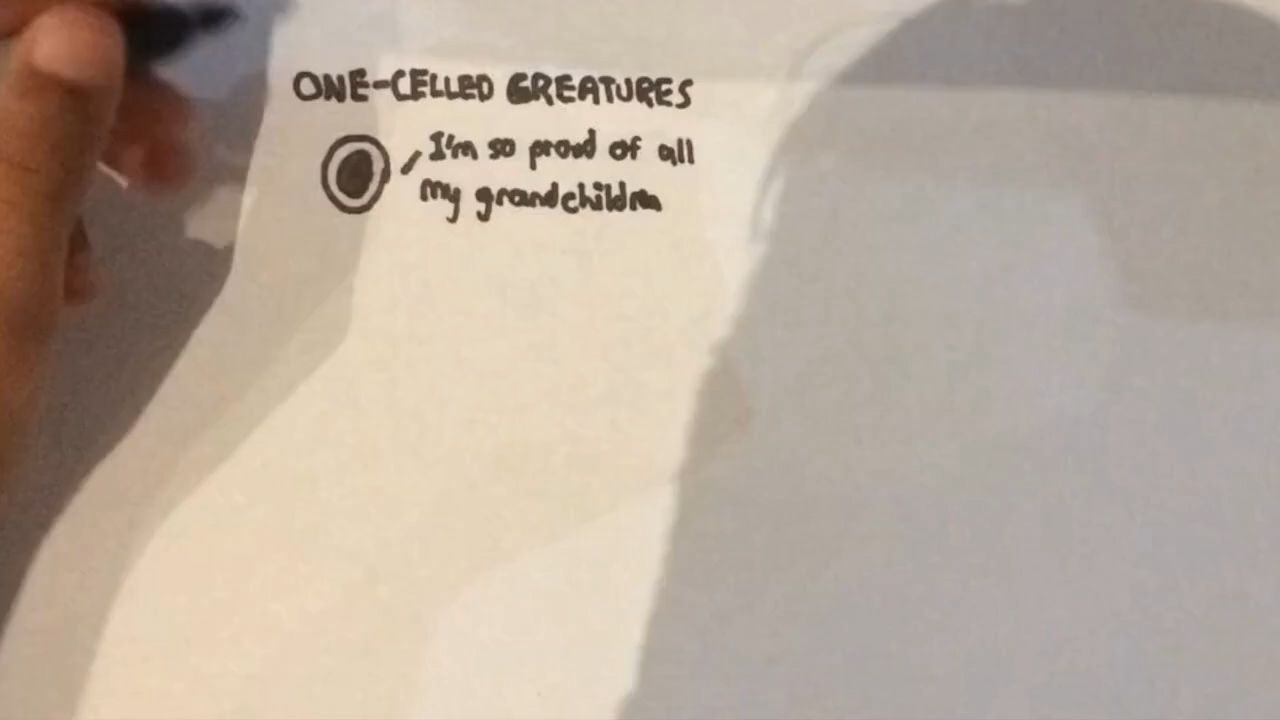 ONE-CELLED CREATURES
I'm so proud of all
my grandchildren